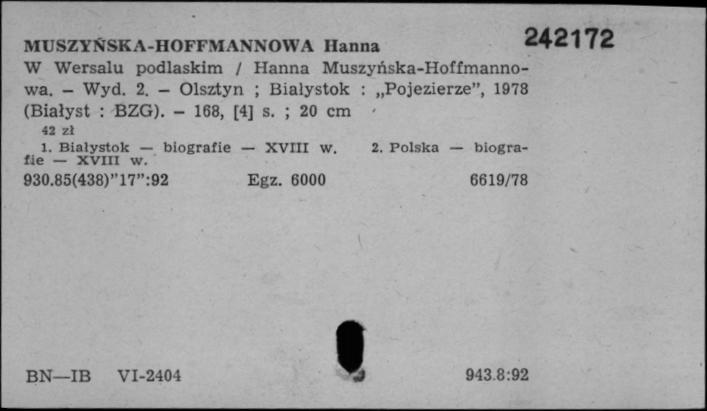 242172
MUSZYŃSKA-HOFFMANNOWA Hanna
W Wersalu podlaskim / Hanna Muszyńska-Hoffmanno-
wa. — Wyd. 2. — Olsztyn ; Białystok : „Pojezierze”, 1978
(Białyst : BZG). — 168, [4] s. ; 20 cm
42 zł
1. Białystok — biografie — XVIII w. 2. Polska — biogra-
fie — XVIII w.
930.85(438)”17”:92 Egz. 6000 6619/78
BN—IB VI-2404 943.8:92